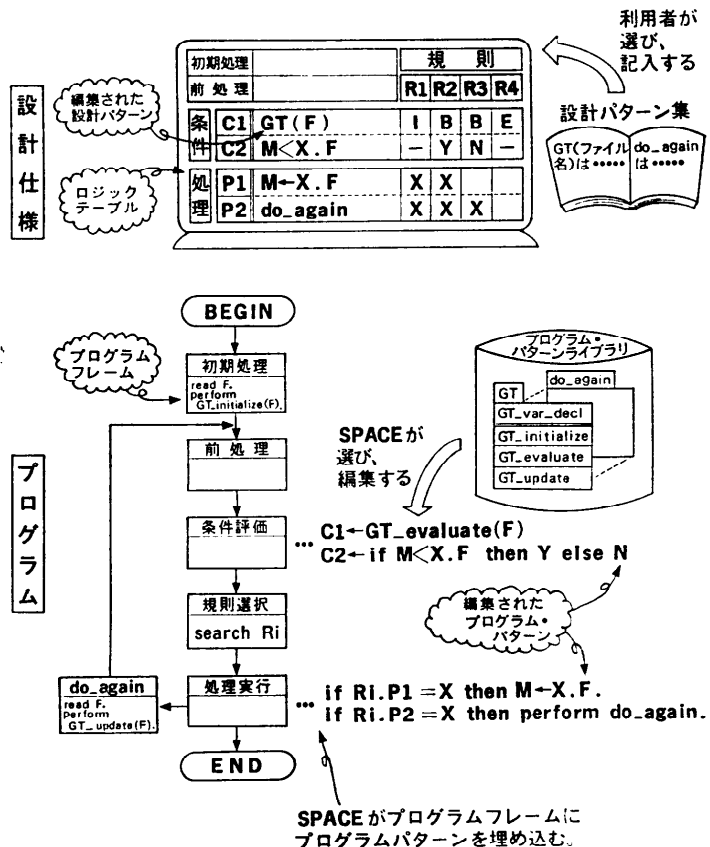 利用者が
選び、
記入する
設計仕様
初期処理
前処理
規則
R1 R2 R3 R4
条件
C1 GT(F) I B B E
C2 M<X.F − Y N −
処理
P1 M←X.F X X
P2 do_again X X X
編集された
設計パターン
ロジック
テーブル
設計パターン集
GT(ファイル
名)は•••••
do_again
は•••••
プログラム
BEGIN
プログラム
フレーム
初期処理
read F.
perform
GT_initialize(F).
前処理
条件評価
規則選択
search Ri
処理実行
END
do_again
read F.
perform
GT_update(F).
SPACEが
選び、
編集する
プログラム・
パターンライブラリ
do_again
GT
GT_var_decl
GT_initialize
GT_evaluate
GT_update
••• C1←GT_evaluate(F)
C2←if M<X.F then Y else N
編集された
プログラム・
パターン
••• if Ri.P1=X then M←X.F.
if Ri.P2=X then perform do_again.
SPACEがプログラムフレームに
プログラムパターンを埋め込む。